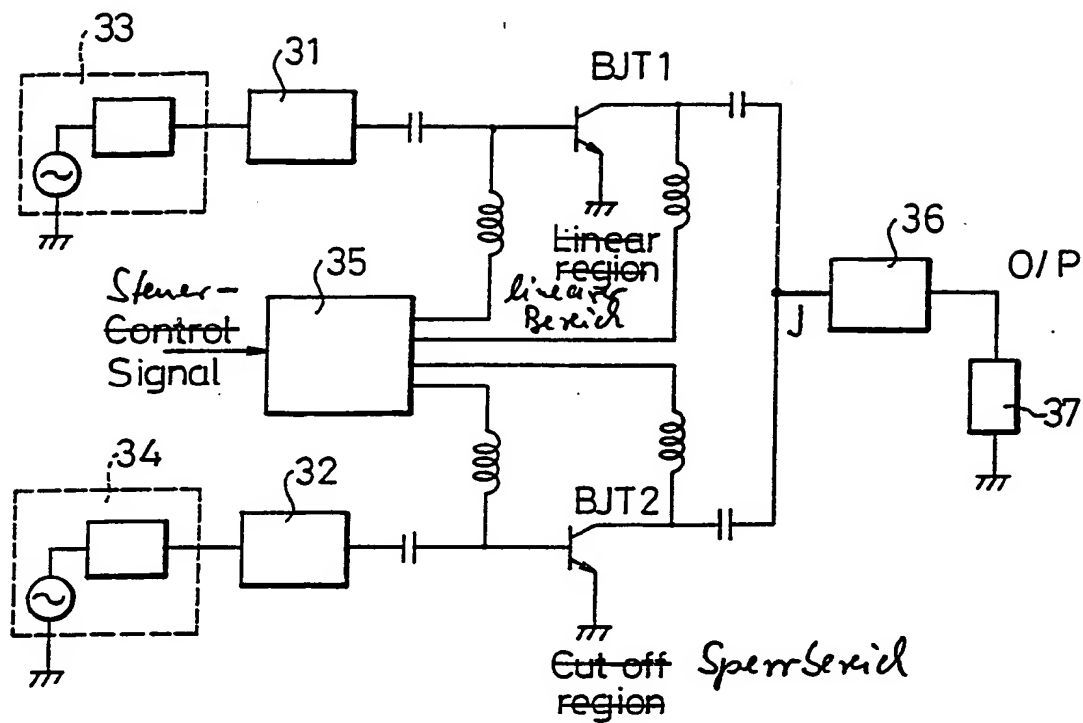 33
31
BJT1
Linear
region
linearer
Bereich
35
36
O/P
Steuer-
Control
Signal
J
37
34
32
BJT2
Cut off
region
Sperrbereich